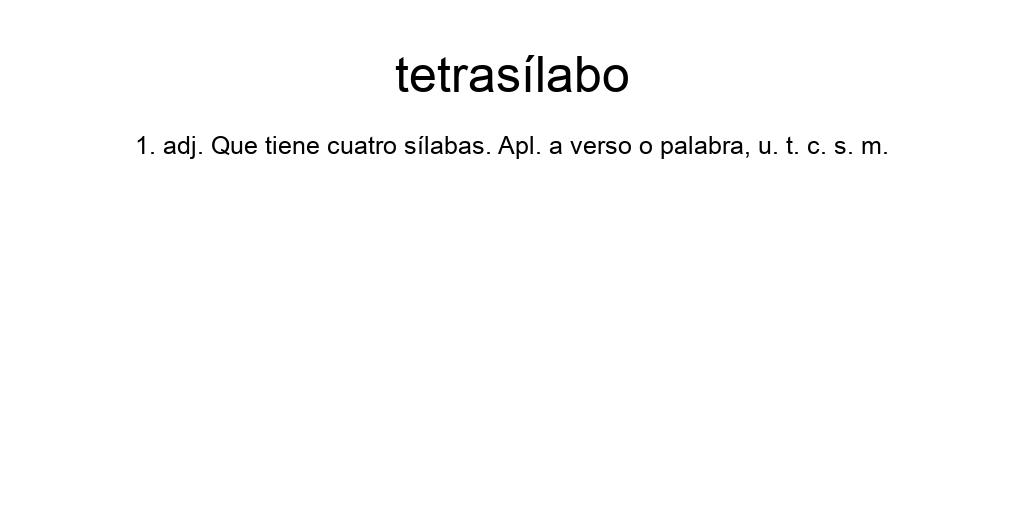 tetrasílabo
1. adj. Que tiene cuatro sílabas. Apl. a verso o palabra, u. t. c. s. m.